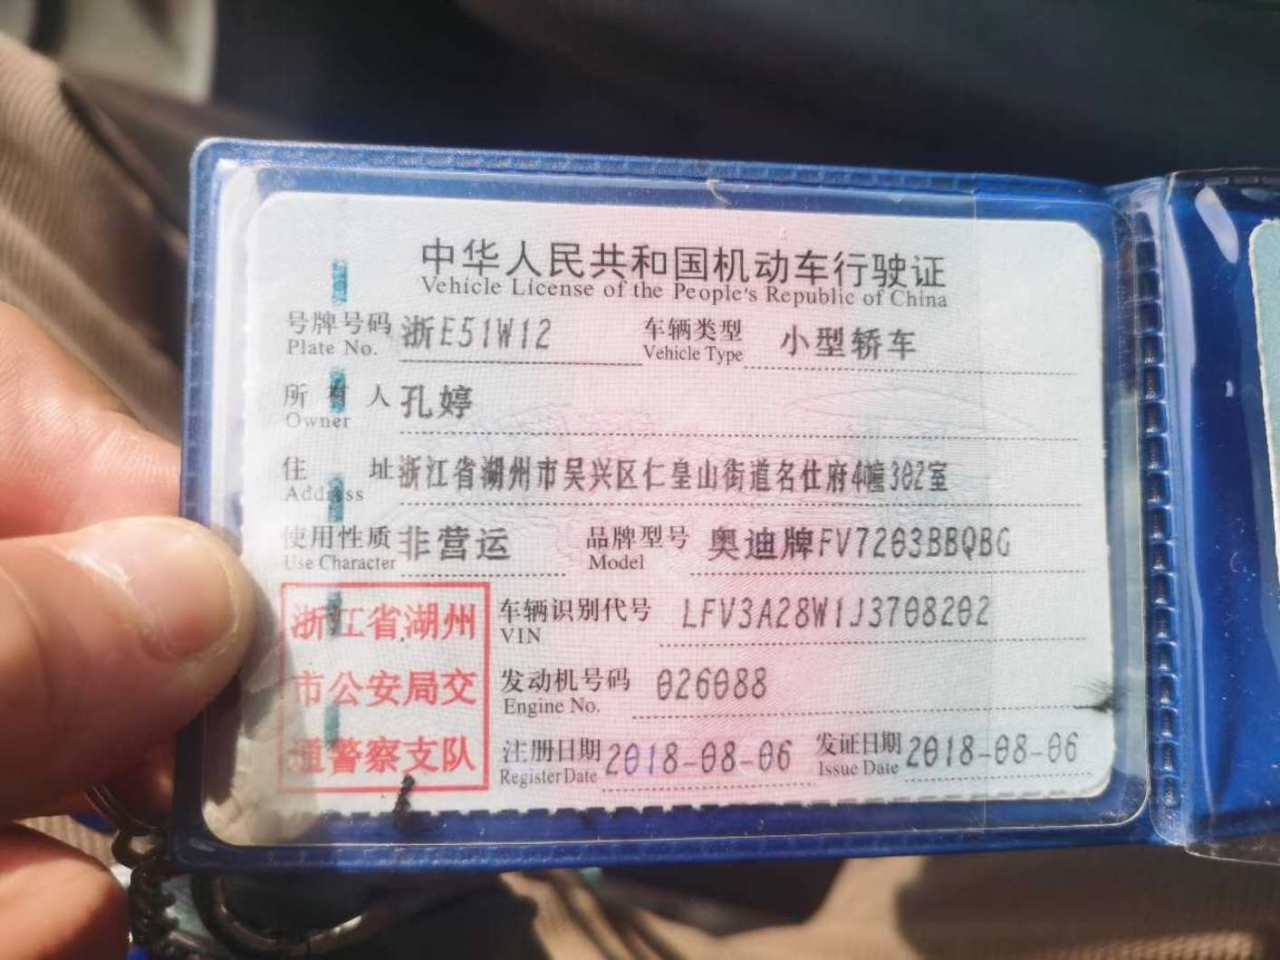 中华人民共和国机动车行驶证
Vehicle License of the People's Republic of China
号牌号码 浙E51W12 车辆类型 小型轿车
Plate No. Vehicle Type
所有人 孔婷
Owner
住址 浙江省湖州市吴兴区仁皇山街道名仕府4幢302室
Address
使用性质 非营运 品牌型号 奥迪牌FV7203BBQBG
Use Character Model
浙江省湖州
市公安局交
通警察支队
车辆识别代号 LFV3A28W1J3708202
VIN
发动机号码 026088
Engine No.
注册日期 2018-08-06 发证日期 2018-08-06
Register Date Issue Date